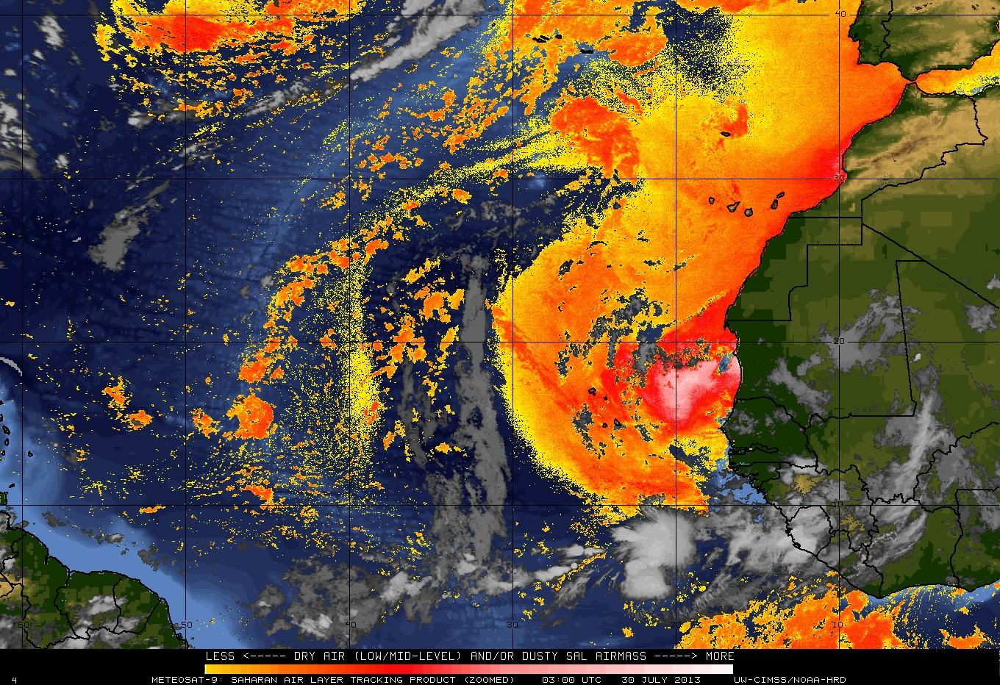 40
30
20
10
60 50 40 30 20 10
LESS <----- DRY AIR (LOW/MID-LEVEL) AND/OR DUSTY SAL AIRMASS -----> MORE
4 METEOSAT-9: SAHARAN AIR LAYER TRACKING PRODUCT (ZOOMED) 03:00 UTC 30 JULY 2013 UW-CIMSS/NOAA-HRD